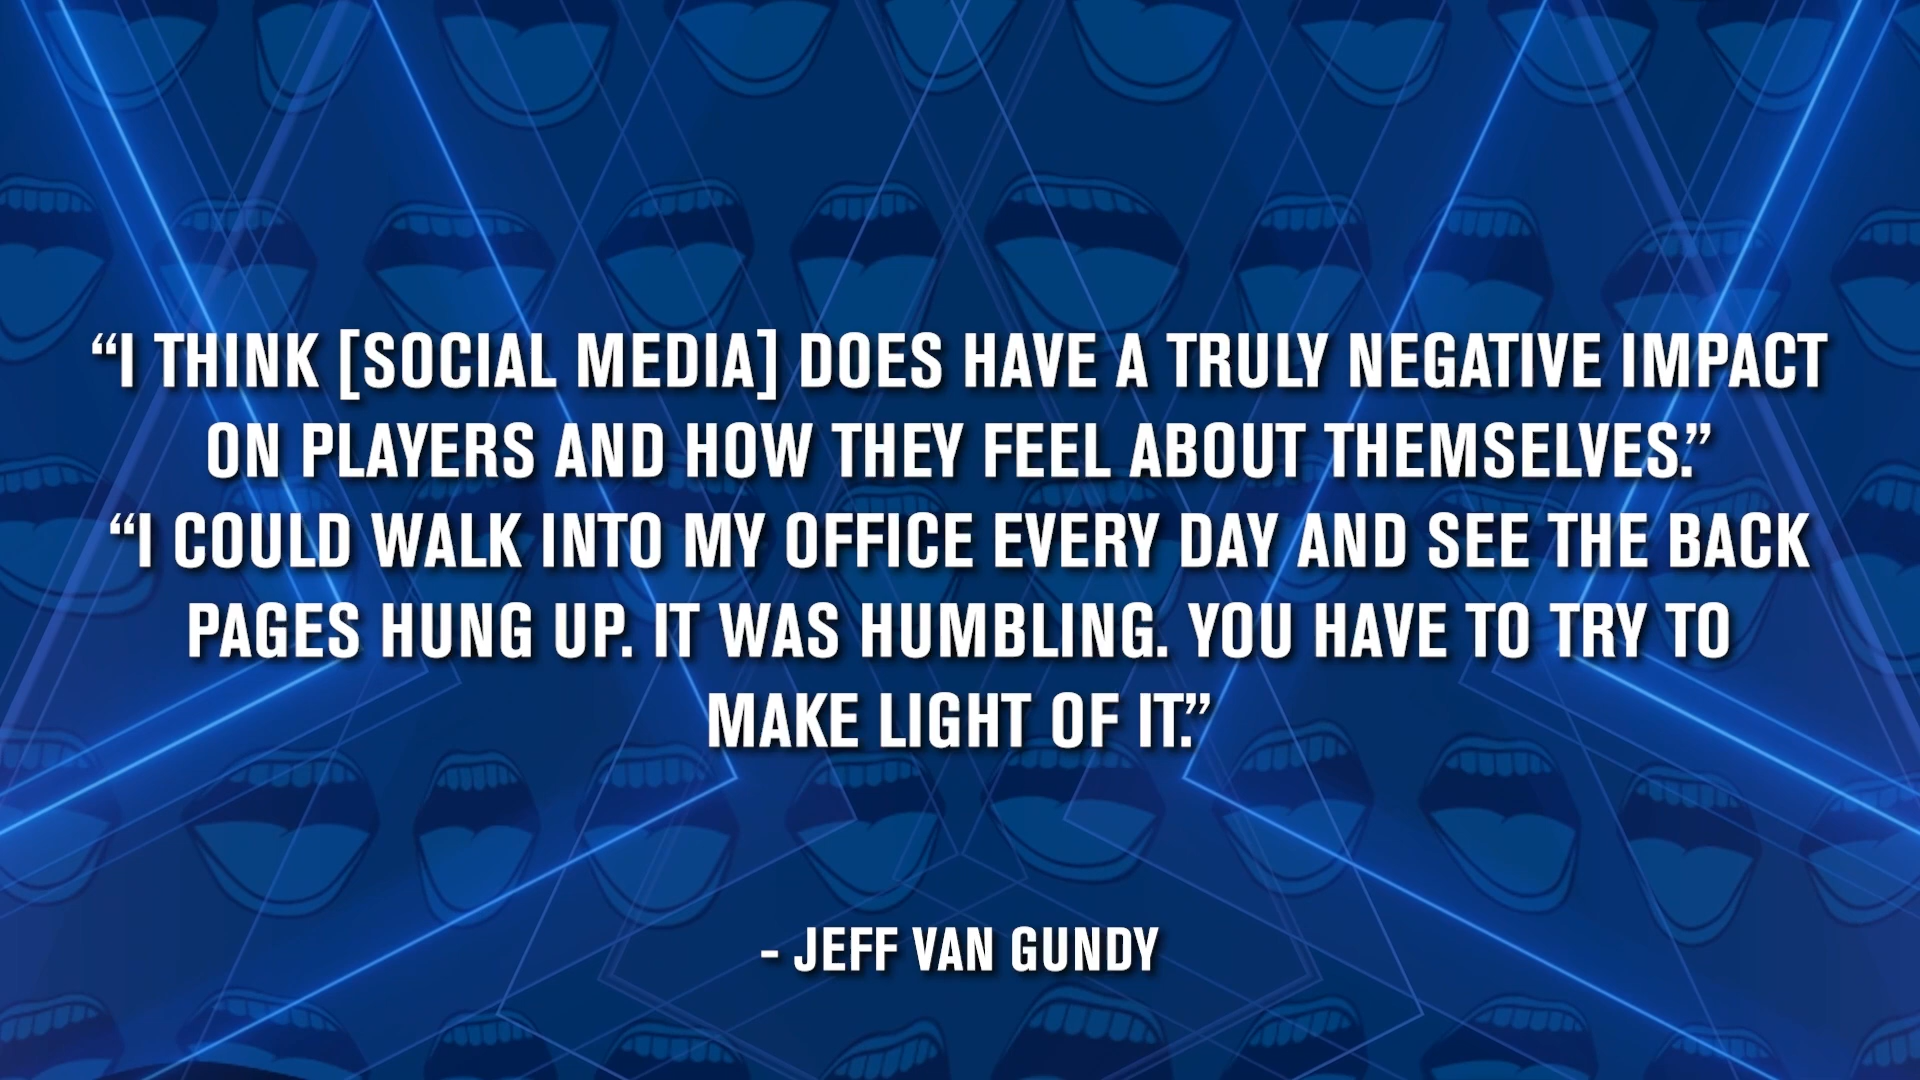 “I THINK [SOCIAL MEDIA] DOES HAVE A TRULY NEGATIVE IMPACT
ON PLAYERS AND HOW THEY FEEL ABOUT THEMSELVES.”
“I COULD WALK INTO MY OFFICE EVERY DAY AND SEE THE BACK
PAGES HUNG UP. IT WAS HUMBLING. YOU HAVE TO TRY TO
MAKE LIGHT OF IT.”
- JEFF VAN GUNDY